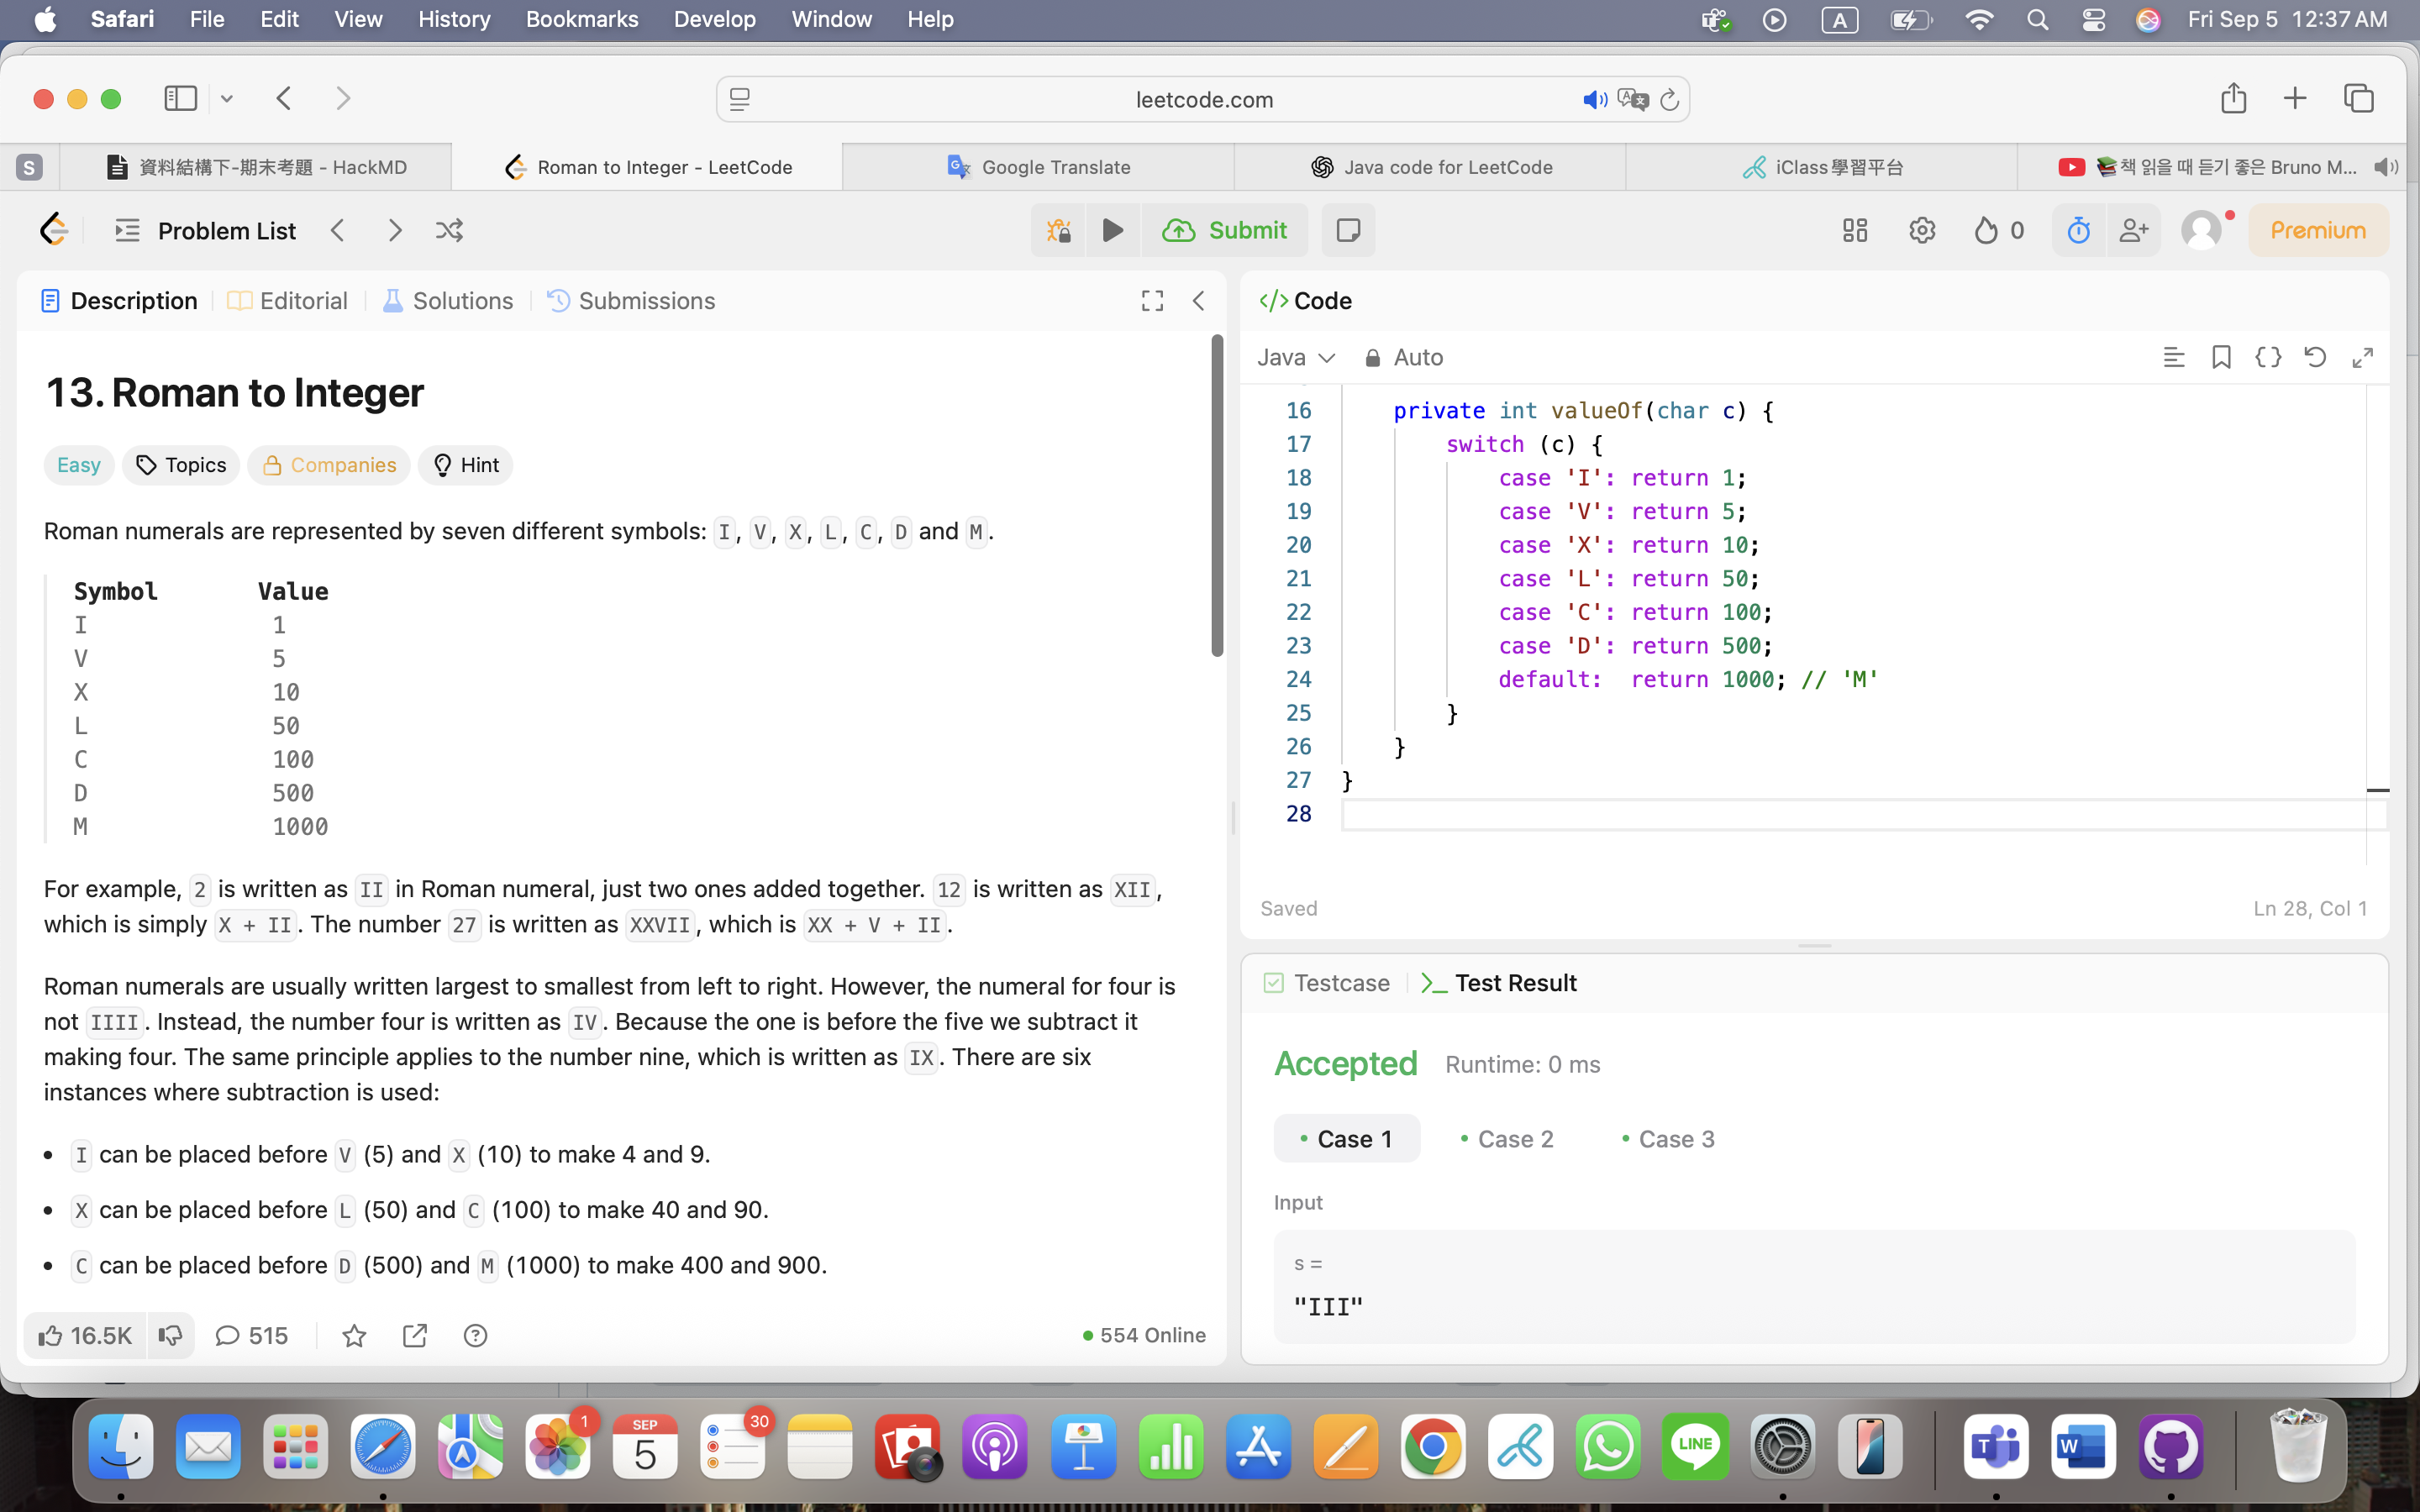 Safari File Edit View History Bookmarks Develop Window Help A Fri Sep 5 12:37 AM
leetcode.com
S 資料結構下-期末考題 - HackMD Roman to Integer - LeetCode Google Translate Java code for LeetCode iClass學習平台 책 읽을 때 듣기 좋은 Bruno M...
Problem List Submit 0 Premium
Description Editorial Solutions Submissions
13. Roman to Integer
Easy Topics Companies Hint
Roman numerals are represented by seven different symbols: I, V, X, L, C, D and M.
Symbol Value
I 1
V 5
X 10
L 50
C 100
D 500
M 1000
For example, 2 is written as II in Roman numeral, just two ones added together. 12 is written as XII,
which is simply X + II. The number 27 is written as XXVII, which is XX + V + II.
Roman numerals are usually written largest to smallest from left to right. However, the numeral for four is
not IIII. Instead, the number four is written as IV. Because the one is before the five we subtract it
making four. The same principle applies to the number nine, which is written as IX. There are six
instances where subtraction is used:
• I can be placed before V (5) and X (10) to make 4 and 9.
• X can be placed before L (50) and C (100) to make 40 and 90.
• C can be placed before D (500) and M (1000) to make 400 and 900.
16.5K 515 554 Online
</> Code
Java Auto
16 private int valueOf(char c) {
17 switch (c) {
18 case 'I': return 1;
19 case 'V': return 5;
20 case 'X': return 10;
21 case 'L': return 50;
22 case 'C': return 100;
23 case 'D': return 500;
24 default: return 1000; // 'M'
25 }
26 }
27 }
28
Saved Ln 28, Col 1
Testcase >_ Test Result
Accepted Runtime: 0 ms
• Case 1 • Case 2 • Case 3
Input
s =
"III"
1 SEP 5 30 LINE T W